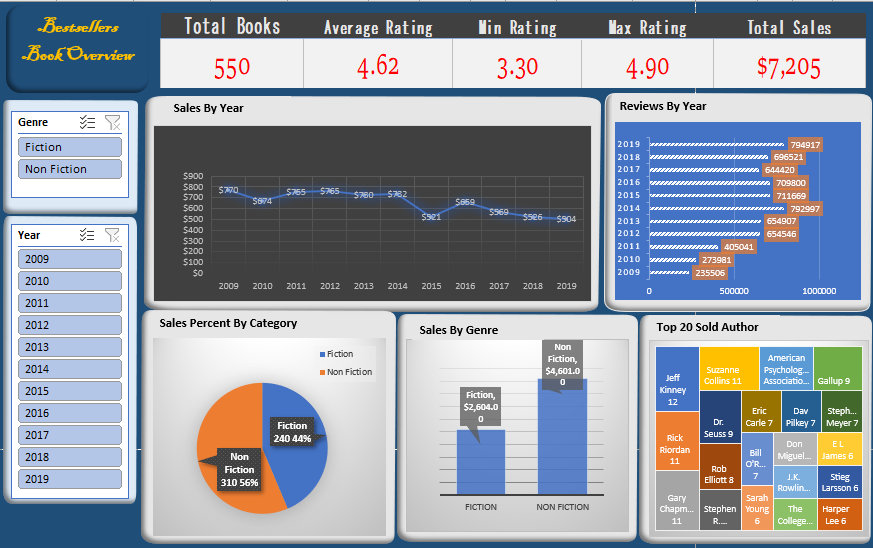 Bestsellers
Book Overview
Total Books
Average Rating
Min Rating
Max Rating
Total Sales
550
4.62
3.30
4.90
$7,205
Genre
Fiction
Non Fiction
Year
2009
2010
2011
2012
2013
2014
2015
2016
2017
2018
2019
Sales By Year
$900
$800
$700
$600
$500
$400
$300
$200
$100
$0
$770
$674
$765
$765
$730
$732
$521
$669
$569
$526
$504
2009
2010
2011
2012
2013
2014
2015
2016
2017
2018
2019
Reviews By Year
2019
794917
2018
696521
2017
644420
2016
709800
2015
711669
2014
792997
2013
654907
2012
654546
2011
405041
2010
273981
2009
235506
0
500000
1000000
Sales Percent By Category
Fiction
Non Fiction
Fiction
240 44%
Non
Fiction
310 56%
Sales By Genre
Fiction,
$2,604.0
0
Non
Fiction,
$4,601.0
0
FICTION
NON FICTION
Top 20 Sold Author
Jeff
Kinney
12
Rick
Riordan
11
Gary
Chapm...
11
Suzanne
Collins 11
American
Psycholog...
Associatio...
Gallup 9
Dr.
Seuss 9
Rob
Elliott 8
Stephen
R....
Eric
Carle 7
Dav
Pilkey 7
Steph...
Meyer 7
Bill
O'R...
7
Sarah
Young
6
Don
Miguel...
E L
James 6
J.K.
Rowlin...
Stieg
Larsson 6
The
College...
Harper
Lee 6